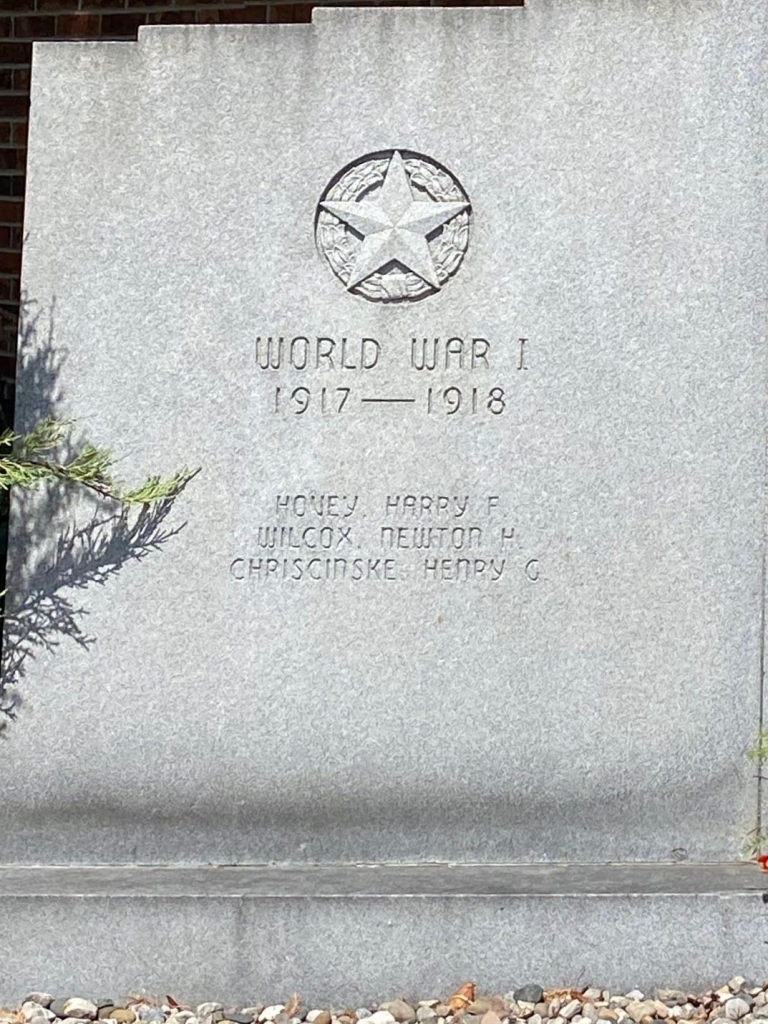 WORLD WAR I
1917—1918
HOVEY, HARRY F.
WILCOX, NEWTON H.
CHRISCINSKE, HENRY G.